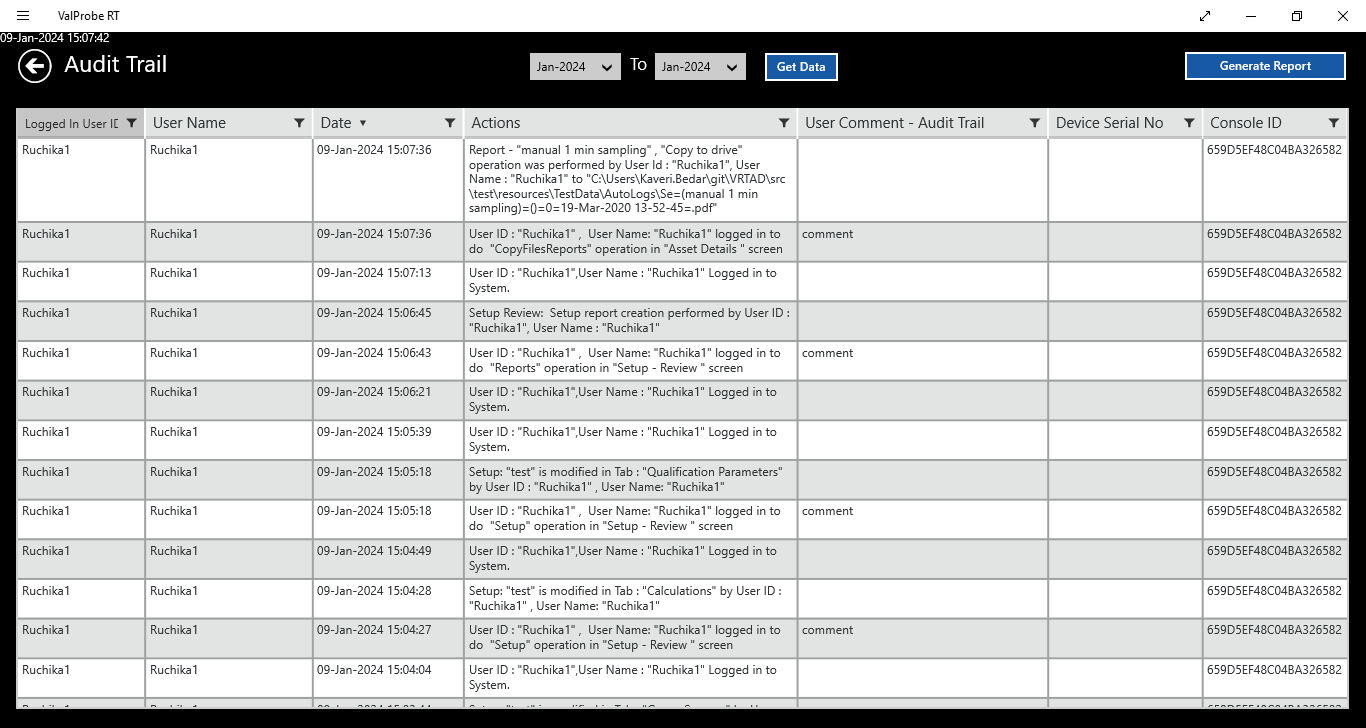 ValProbe RT
09-Jan-2024 15:07:42
Audit Trail
Jan-2024 To Jan-2024 Get Data Generate Report
Logged In User ID User Name Date Actions User Comment - Audit Trail Device Serial No Console ID
Ruchika1 Ruchika1 09-Jan-2024 15:07:36 Report - "manual 1 min sampling" , "Copy to drive" 659D5EF48C04BA326582
operation was performed by User Id : "Ruchika1", User
Name : "Ruchika1" to "C:\Users\Kaveri.Bedar\git\VRTAD\src
\test\resources\TestData\AutoLogs\Se=(manual 1 min
sampling)=()=0=19-Mar-2020 13-52-45=.pdf"
Ruchika1 Ruchika1 09-Jan-2024 15:07:36 User ID : "Ruchika1" , User Name: "Ruchika1" logged in to comment 659D5EF48C04BA326582
do "CopyFilesReports" operation in "Asset Details " screen
Ruchika1 Ruchika1 09-Jan-2024 15:07:13 User ID : "Ruchika1",User Name : "Ruchika1" Logged in to 659D5EF48C04BA326582
System.
Ruchika1 Ruchika1 09-Jan-2024 15:06:45 Setup Review: Setup report creation performed by User ID : 659D5EF48C04BA326582
"Ruchika1", User Name : "Ruchika1"
Ruchika1 Ruchika1 09-Jan-2024 15:06:43 User ID : "Ruchika1" , User Name: "Ruchika1" logged in to comment 659D5EF48C04BA326582
do "Reports" operation in "Setup - Review " screen
Ruchika1 Ruchika1 09-Jan-2024 15:06:21 User ID : "Ruchika1",User Name : "Ruchika1" Logged in to 659D5EF48C04BA326582
System.
Ruchika1 Ruchika1 09-Jan-2024 15:05:39 User ID : "Ruchika1",User Name : "Ruchika1" Logged in to 659D5EF48C04BA326582
System.
Ruchika1 Ruchika1 09-Jan-2024 15:05:18 Setup: "test" is modified in Tab : "Qualification Parameters" 659D5EF48C04BA326582
by User ID : "Ruchika1" , User Name: "Ruchika1"
Ruchika1 Ruchika1 09-Jan-2024 15:05:18 User ID : "Ruchika1" , User Name: "Ruchika1" logged in to comment 659D5EF48C04BA326582
do "Setup" operation in "Setup - Review " screen
Ruchika1 Ruchika1 09-Jan-2024 15:04:49 User ID : "Ruchika1",User Name : "Ruchika1" Logged in to 659D5EF48C04BA326582
System.
Ruchika1 Ruchika1 09-Jan-2024 15:04:28 Setup: "test" is modified in Tab : "Calculations" by User ID : 659D5EF48C04BA326582
"Ruchika1" , User Name: "Ruchika1"
Ruchika1 Ruchika1 09-Jan-2024 15:04:27 User ID : "Ruchika1" , User Name: "Ruchika1" logged in to comment 659D5EF48C04BA326582
do "Setup" operation in "Setup - Review " screen
Ruchika1 Ruchika1 09-Jan-2024 15:04:04 User ID : "Ruchika1",User Name : "Ruchika1" Logged in to 659D5EF48C04BA326582
System.